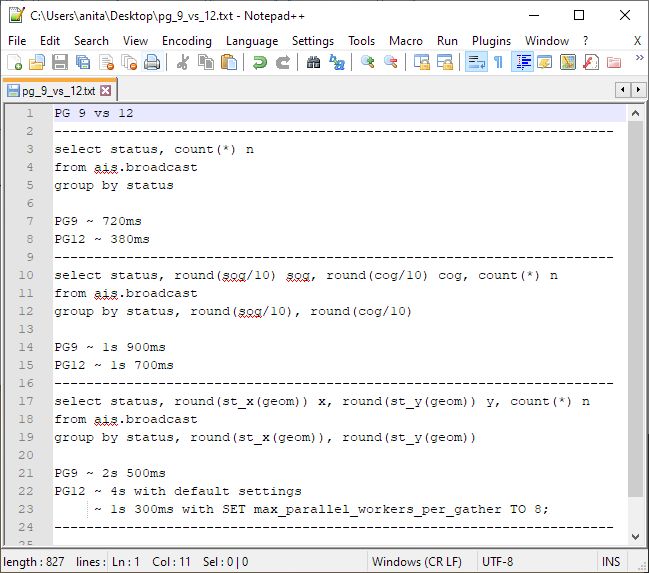 C:\Users\anita\Desktop\pg_9_vs_12.txt - Notepad++
File Edit Search View Encoding Language Settings Tools Macro Run Plugins Window ? X
pg_9_vs_12.txt
1 PG 9 vs 12
2 ----------------------------------------------------------------------
3 select status, count(*) n
4 from ais.broadcast
5 group by status
6
7 PG9 ~ 720ms
8 PG12 ~ 380ms
9 ----------------------------------------------------------------------
10 select status, round(sog/10) sog, round(cog/10) cog, count(*) n
11 from ais.broadcast
12 group by status, round(sog/10), round(cog/10)
13
14 PG9 ~ 1s 900ms
15 PG12 ~ 1s 700ms
16 ----------------------------------------------------------------------
17 select status, round(st_x(geom)) x, round(st_y(geom)) y, count(*) n
18 from ais.broadcast
19 group by status, round(st_x(geom)), round(st_y(geom))
20
21 PG9 ~ 2s 500ms
22 PG12 ~ 4s with default settings
23 ~ 1s 300ms with SET max_parallel_workers_per_gather TO 8;
24 ----------------------------------------------------------------------
25
length : 827 lines : Ln : 1 Col : 11 Sel : 0 | 0 Windows (CR LF) UTF-8 INS